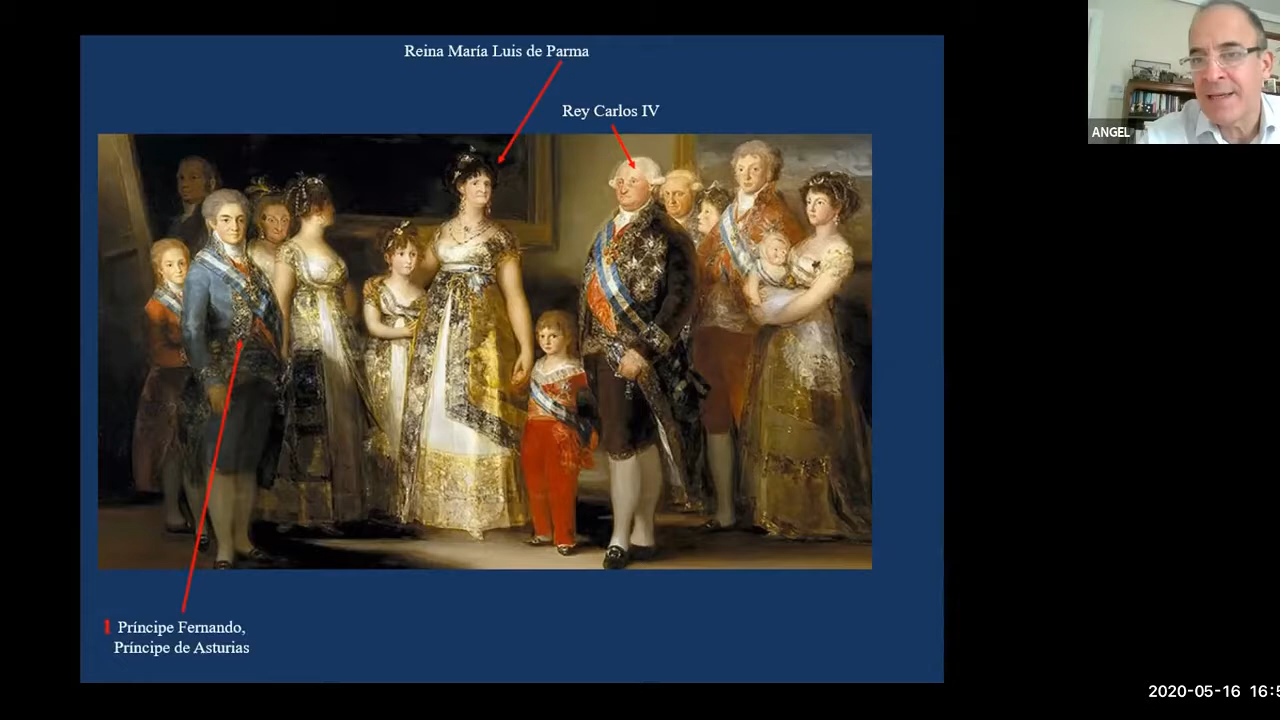 Reina María Luis de Parma
Rey Carlos IV
ANGEL
Príncipe Fernando,
Príncipe de Asturias
2020-05-16 16:5